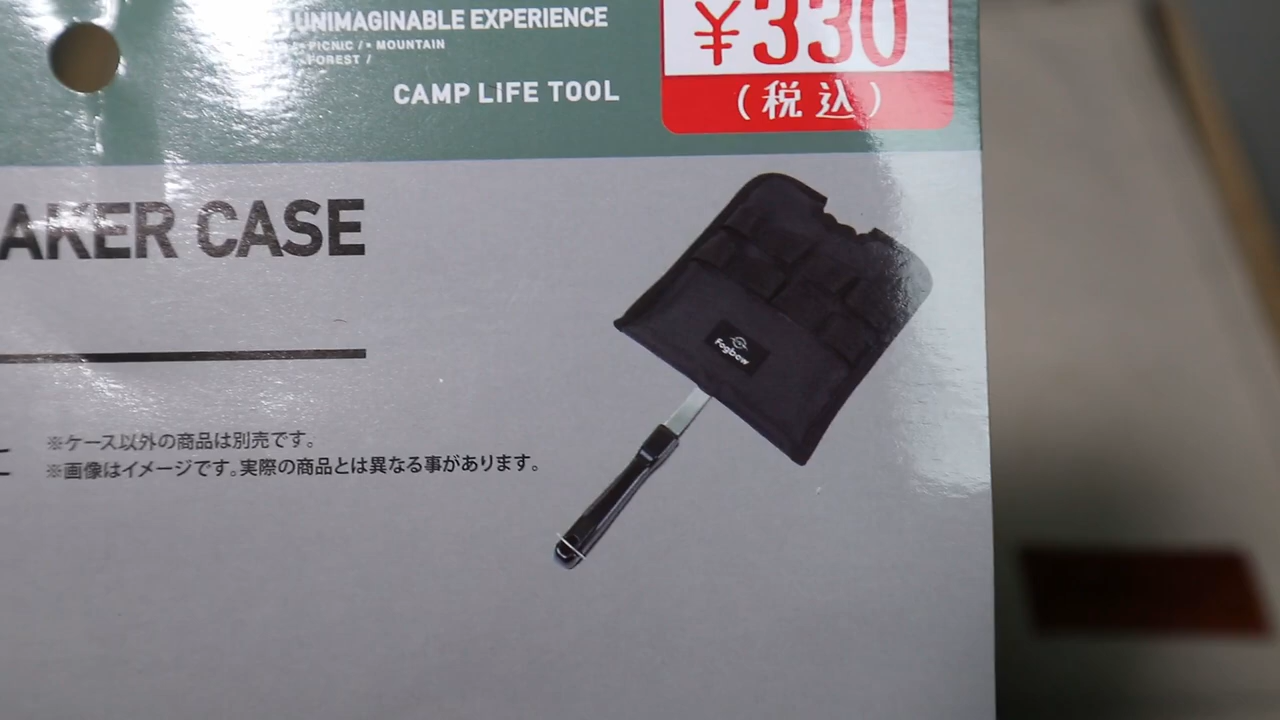 UNIMAGINABLE EXPERIENCE
• PICNIC / • MOUNTAIN
• FOREST /
CAMP LIFE TOOL
¥330
(税込)
AKER CASE
Fogbow
※ケース以外の商品は別売です。
※画像はイメージです。実際の商品とは異なる事があります。